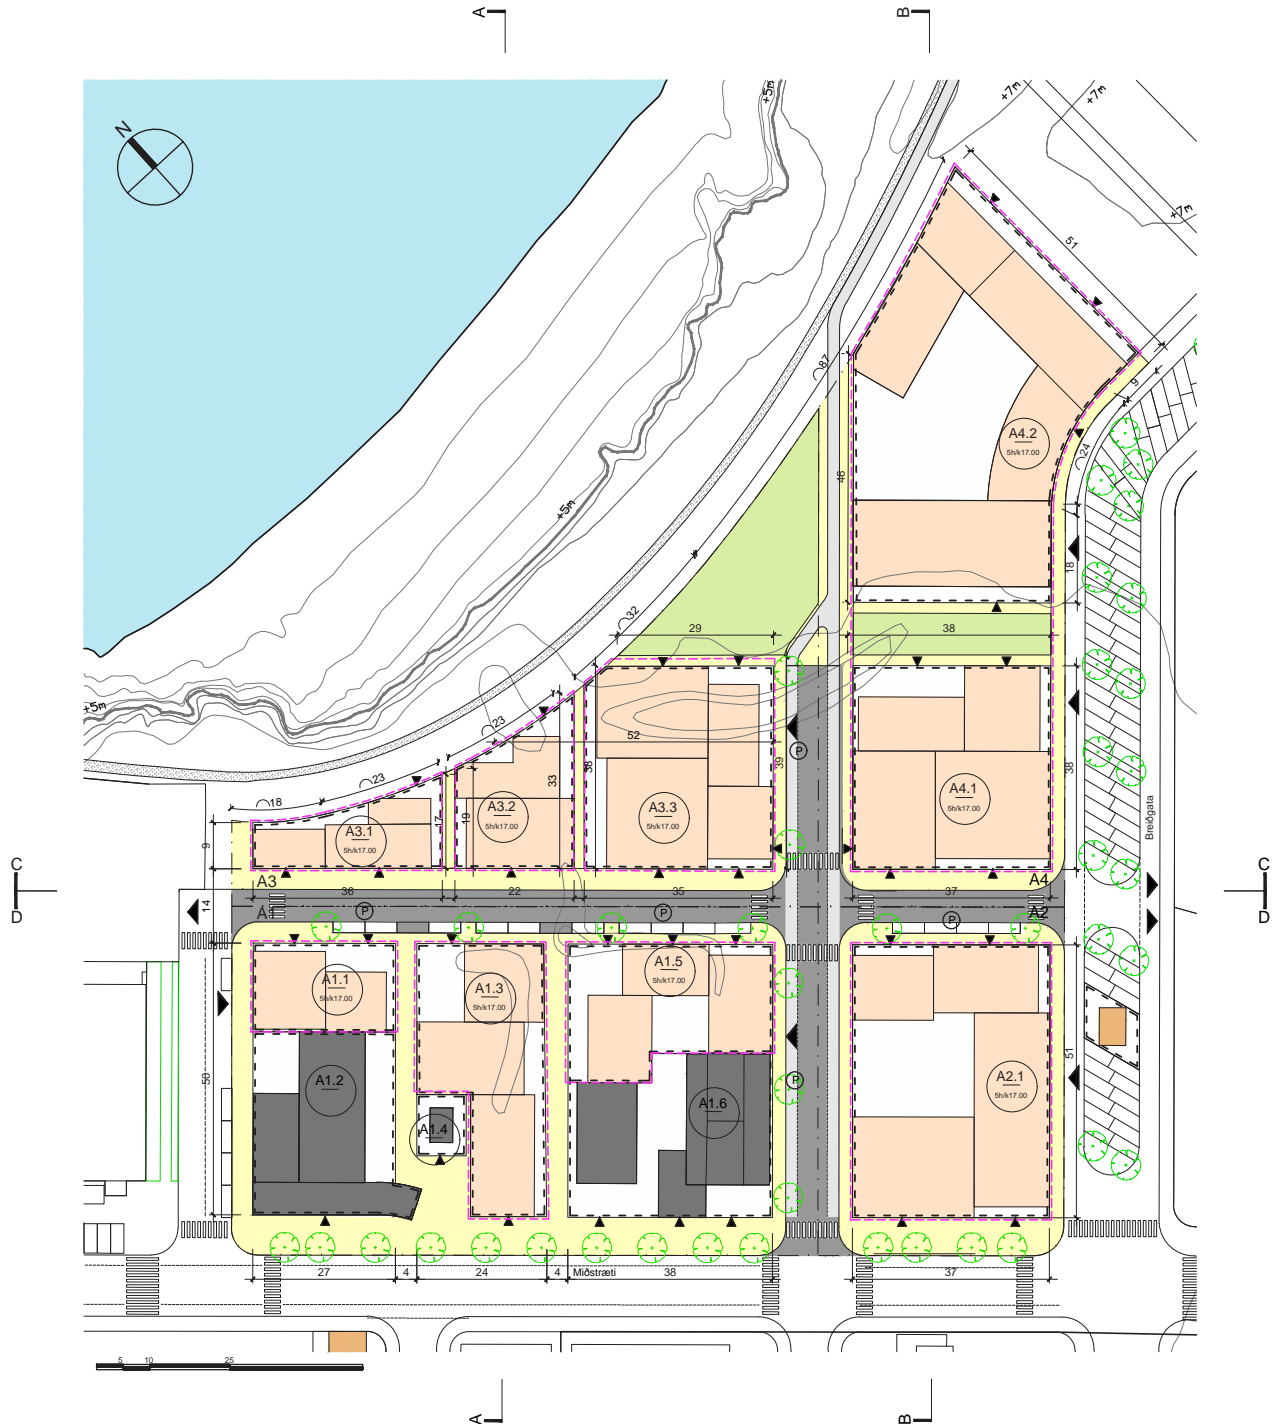 A
B
N
+5m
+7m
+7m
+7m
51
87
9
A4.2
5h/k17.00
24
46
+5m
18
32
29
38
+5m
23
52
P
23
18
33
38
39
38
A3.2
5h/k17.00
A3.3
5h/k17.00
A4.1
5h/k17.00
Breiðgata
17
19
A3.1
5h/k17.00
9
C
D
C
D
A3
A4
36
22
35
37
14
A1
P
P
P
A2
A1.1
5h/k17.00
A1.3
5h/k17.00
A1.5
5h/k17.00
51
50
A1.2
A1.6
P
A2.1
5h/k17.00
A1.4
27
4
24
4
Miðstræti
38
37
5
10
25
A
B